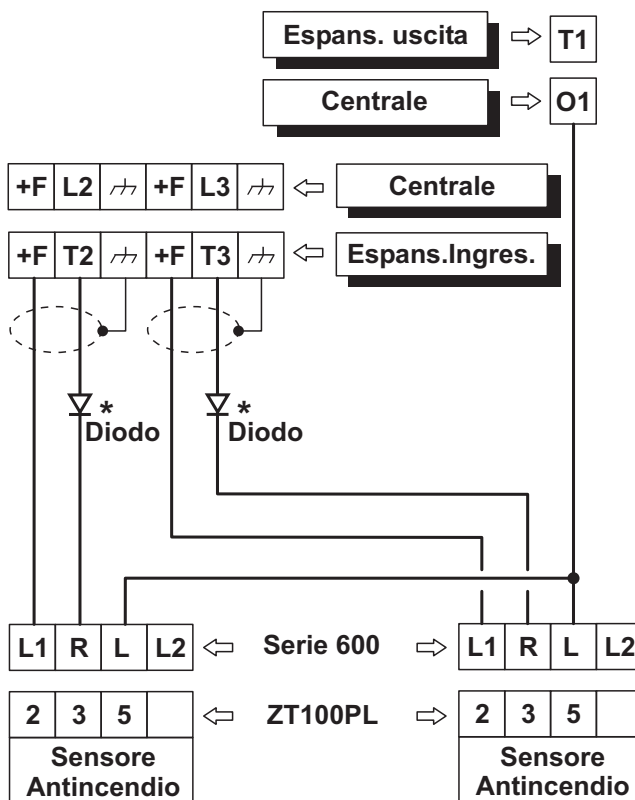 Espans. uscita T1
Centrale O1
+F L2 +F L3 Centrale
+F T2 +F T3 Espans.Ingres.
* *
Diodo Diodo
L1 R L L2 Serie 600 L1 R L L2
2 3 5 ZT100PL 2 3 5
Sensore Sensore
Antincendio Antincendio